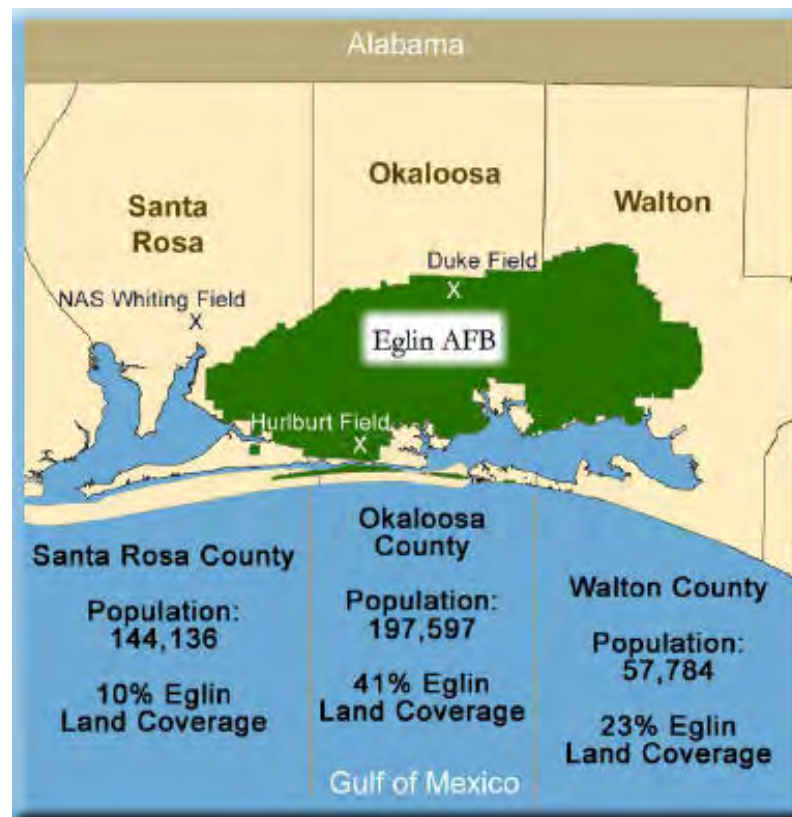 Alabama
Okaloosa
Walton
Santa
Rosa
Duke Field
X
NAS Whiting Field
X
Eglin AFB
Hurlburt Field
X
Santa Rosa County
Population:
144,136
10% Eglin
Land Coverage
Okaloosa
County
Population:
197,597
41% Eglin
Land Coverage
Walton County
Population:
57,784
23% Eglin
Land Coverage
Gulf of Mexico